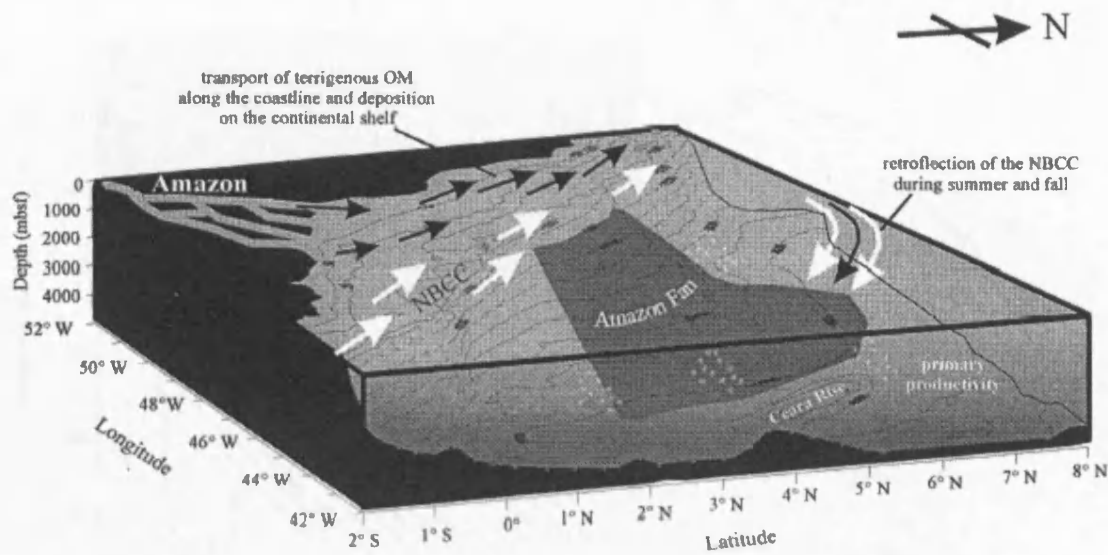 N
transport of terrigenous OM
along the coastline and deposition
on the continental shelf
retroflection of the NBCC
during summer and fall
Amazon
Depth (mbsf)
0
1000
2000
3000
4000
NBCC
Amazon Fan
primary
productivity
Ceara Rise
52° W
50° W
48°W
46° W
44° W
42° W
Longitude
2° S
1° S
0°
1° N
2° N
3° N
4° N
5° N
6° N
7° N
8° N
Latitude